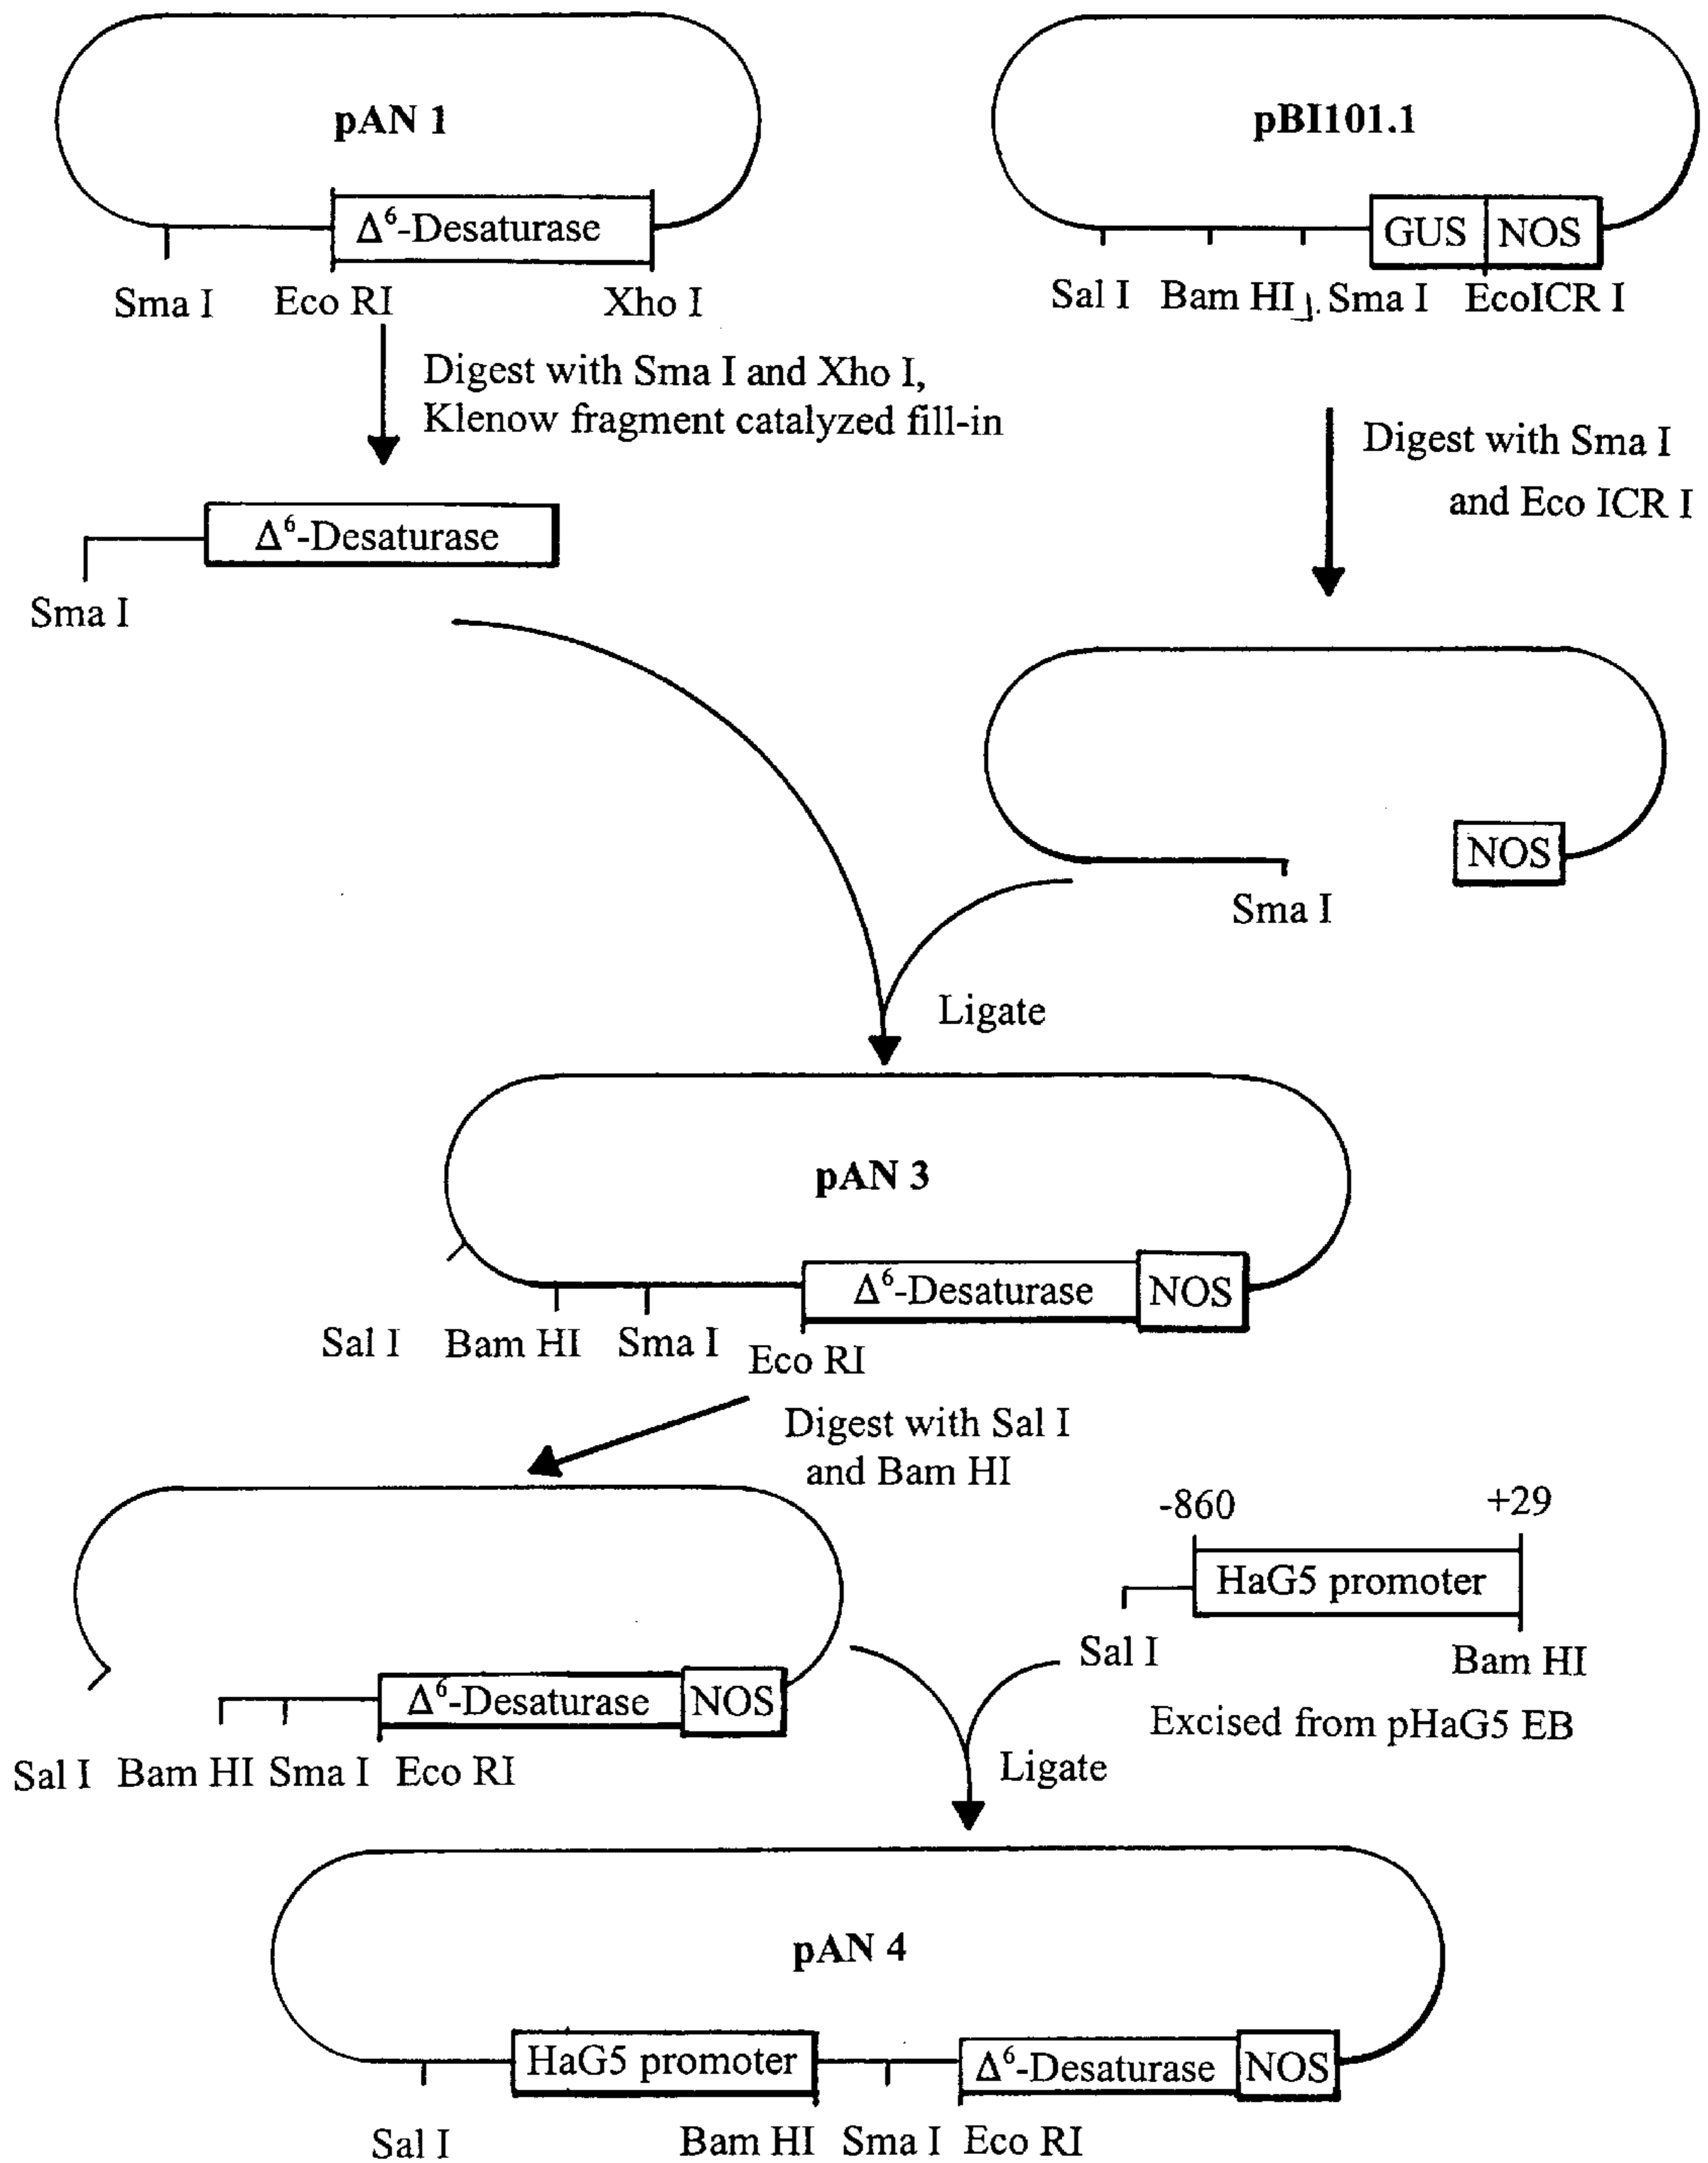 pAN 1
Δ⁶-Desaturase
Sma I
Eco RI
Xho I
pBI101.1
GUS
NOS
Sal I
Bam HI
Sma I
EcoICR I
Digest with Sma I and Xho I,
Klenow fragment catalyzed fill-in
Digest with Sma I
and Eco ICR I
Δ⁶-Desaturase
Sma I
NOS
Sma I
Ligate
pAN 3
Δ⁶-Desaturase
NOS
Sal I
Bam HI
Sma I
Eco RI
Digest with Sal I
and Bam HI
-860
+29
HaG5 promoter
Sal I
Bam HI
Excised from pHaG5 EB
Δ⁶-Desaturase
NOS
Sal I
Bam HI
Sma I
Eco RI
Ligate
pAN 4
HaG5 promoter
Δ⁶-Desaturase
NOS
Sal I
Bam HI
Sma I
Eco RI